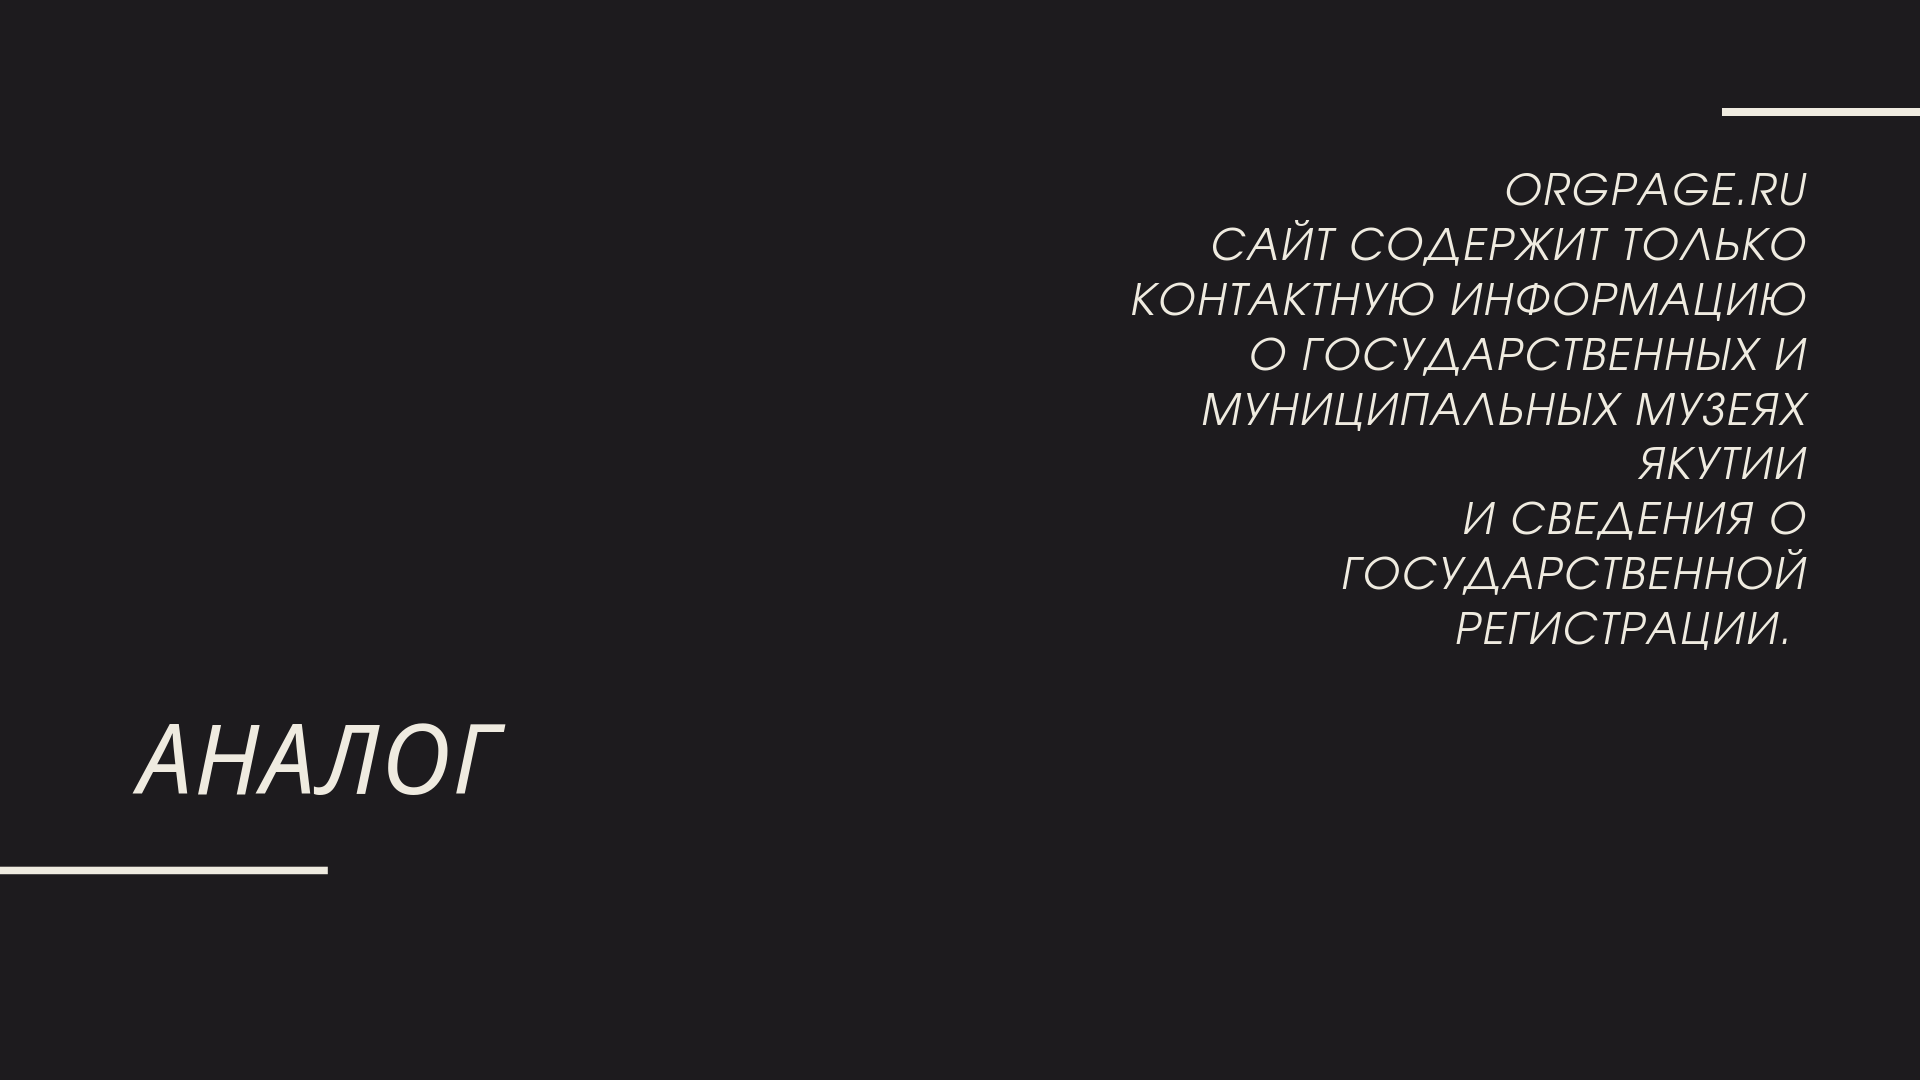 ORGPAGE.RU
САЙТ СОДЕРЖИТ ТОЛЬКО
КОНТАКТНУЮ ИНФОРМАЦИЮ
О ГОСУДАРСТВЕННЫХ И
МУНИЦИПАЛЬНЫХ МУЗЕЯХ
ЯКУТИИ
И СВЕДЕНИЯ О
ГОСУДАРСТВЕННОЙ
РЕГИСТРАЦИИ.
АНАЛОГ